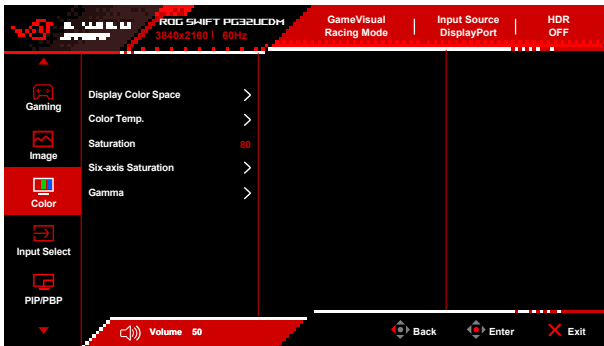 ROG SWIFT PG32UCDM
3840x2160 | 60Hz
GameVisual
Racing Mode
Input Source
DisplayPort
HDR
OFF
Gaming
Image
Color
Input Select
PIP/PBP
Display Color Space
Color Temp.
Saturation 80
Six-axis Saturation
Gamma
Volume 50
Back
Enter
Exit